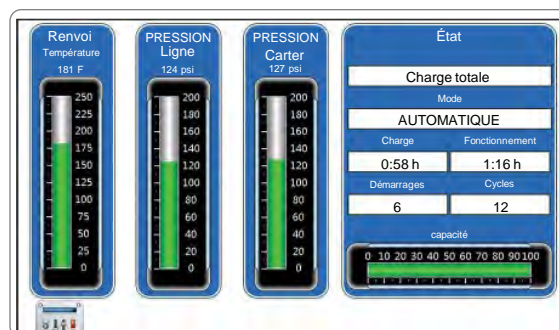 Renvoi
Température
181 F
250
225
200
175
150
125
100
75
50
25
0
PRESSION
Ligne
124 psi
200
180
160
140
120
100
80
60
40
20
0
PRESSION
Carter
127 psi
200
180
160
140
120
100
80
60
40
20
0
État
Charge totale
Mode
AUTOMATIQUE
Charge Fonctionnement
0:58 h 1:16 h
Démarrages Cycles
6 12
capacité
0 10 20 30 40 50 60 70 80 90 100